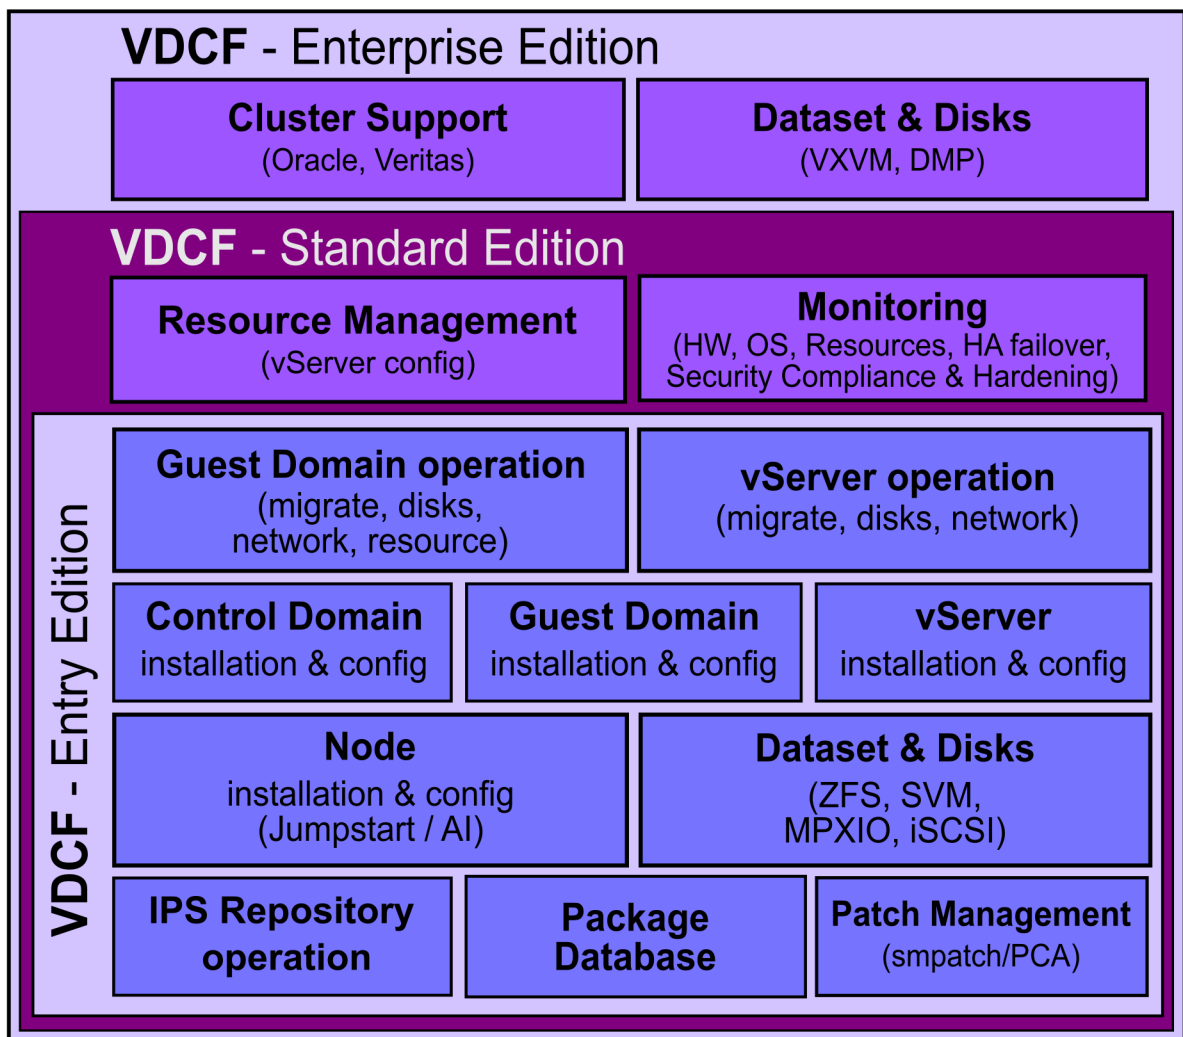 VDCF - Enterprise Edition
Cluster Support
(Oracle, Veritas)
Dataset & Disks
(VXVM, DMP)
VDCF - Standard Edition
Resource Management
(vServer config)
Monitoring
(HW, OS, Resources, HA failover,
Security Compliance & Hardening)
VDCF - Entry Edition
Guest Domain operation
(migrate, disks,
network, resource)
vServer operation
(migrate, disks, network)
Control Domain
installation & config
Guest Domain
installation & config
vServer
installation & config
Node
installation & config
(Jumpstart / AI)
Dataset & Disks
(ZFS, SVM,
MPXIO, iSCSI)
IPS Repository
operation
Package
Database
Patch Management
(smpatch/PCA)